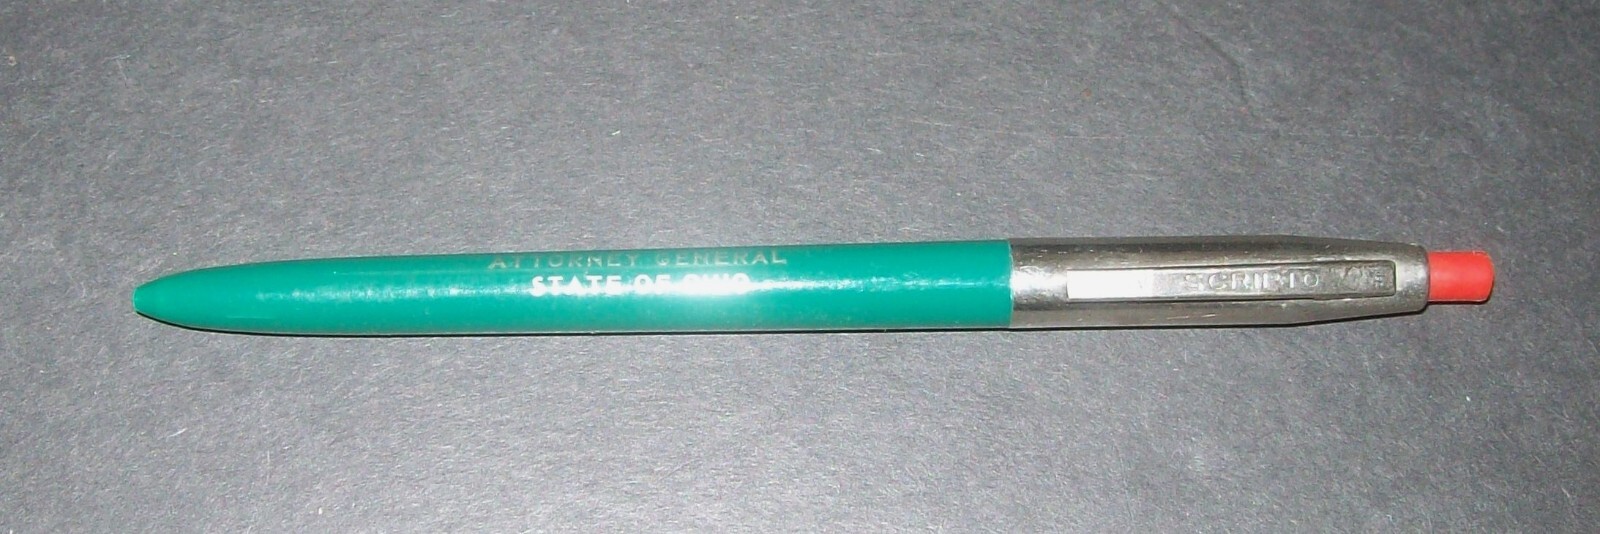 ATTORNEY GENERAL
STATE OF OHIO
SCRIPTO